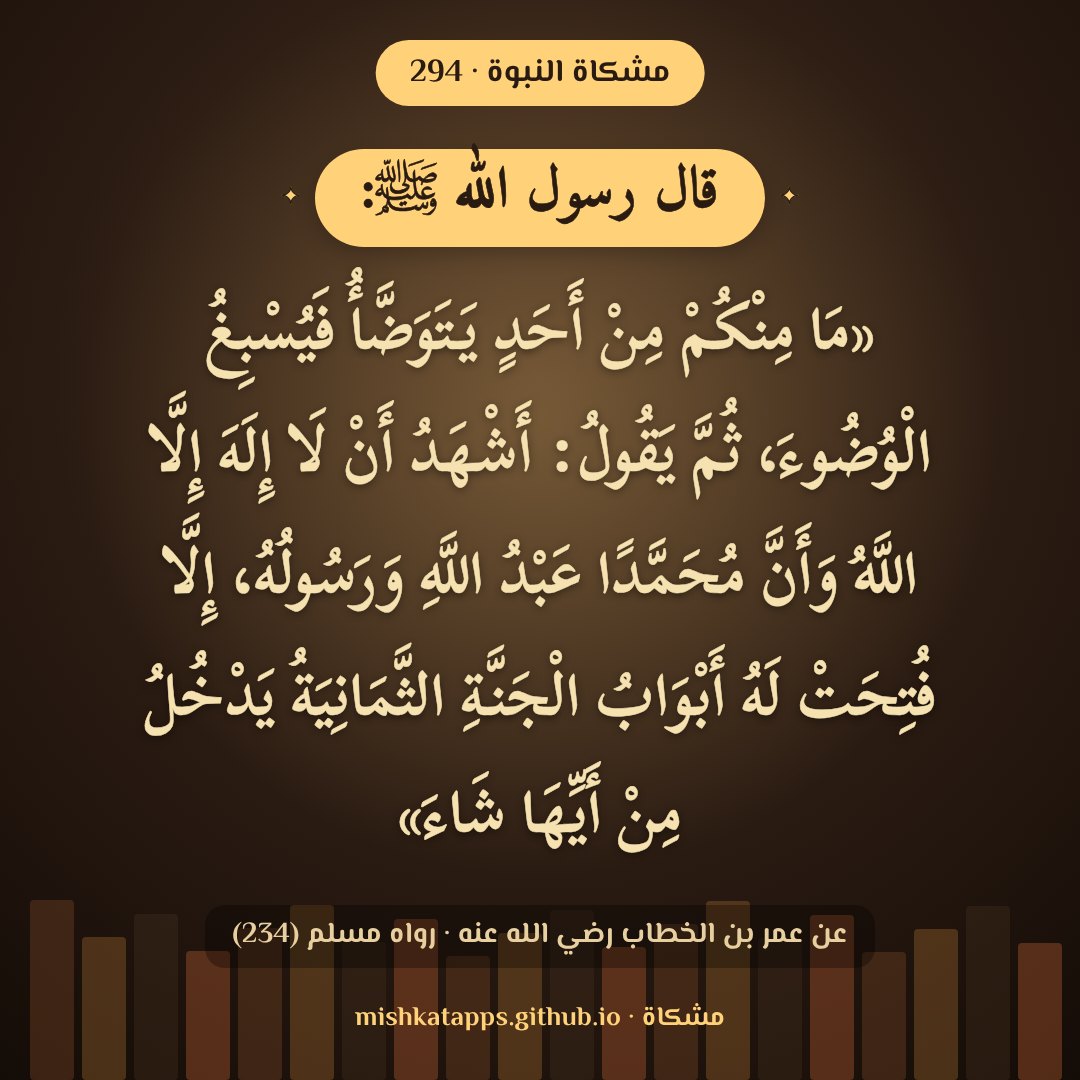 مشكاة النبوة · 294
قال رسول الله ﷺ:
«مَا مِنْكُمْ مِنْ أَحَدٍ يَتَوَضَّأُ فَيُسْبِغُ
الْوُضُوءَ، ثُمَّ يَقُولُ: أَشْهَدُ أَنْ لَا إِلَهَ إِلَّا
اللَّهُ وَأَنَّ مُحَمَّدًا عَبْدُ اللَّهِ وَرَسُولُهُ، إِلَّا
فُتِحَتْ لَهُ أَبْوَابُ الْجَنَّةِ الثَّمَانِيَةُ يَدْخُلُ
مِنْ أَيِّهَا شَاءَ»
عن عمر بن الخطاب رضي الله عنه · رواه مسلم (234)
مشكاة · mishkatapps.github.io